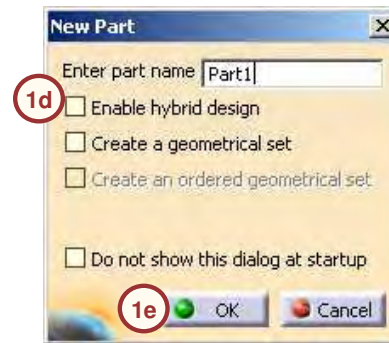 New Part
Enter part name Part1
1d
Enable hybrid design
Create a geometrical set
Create an ordered geometrical set
Do not show this dialog at startup
1e OK Cancel